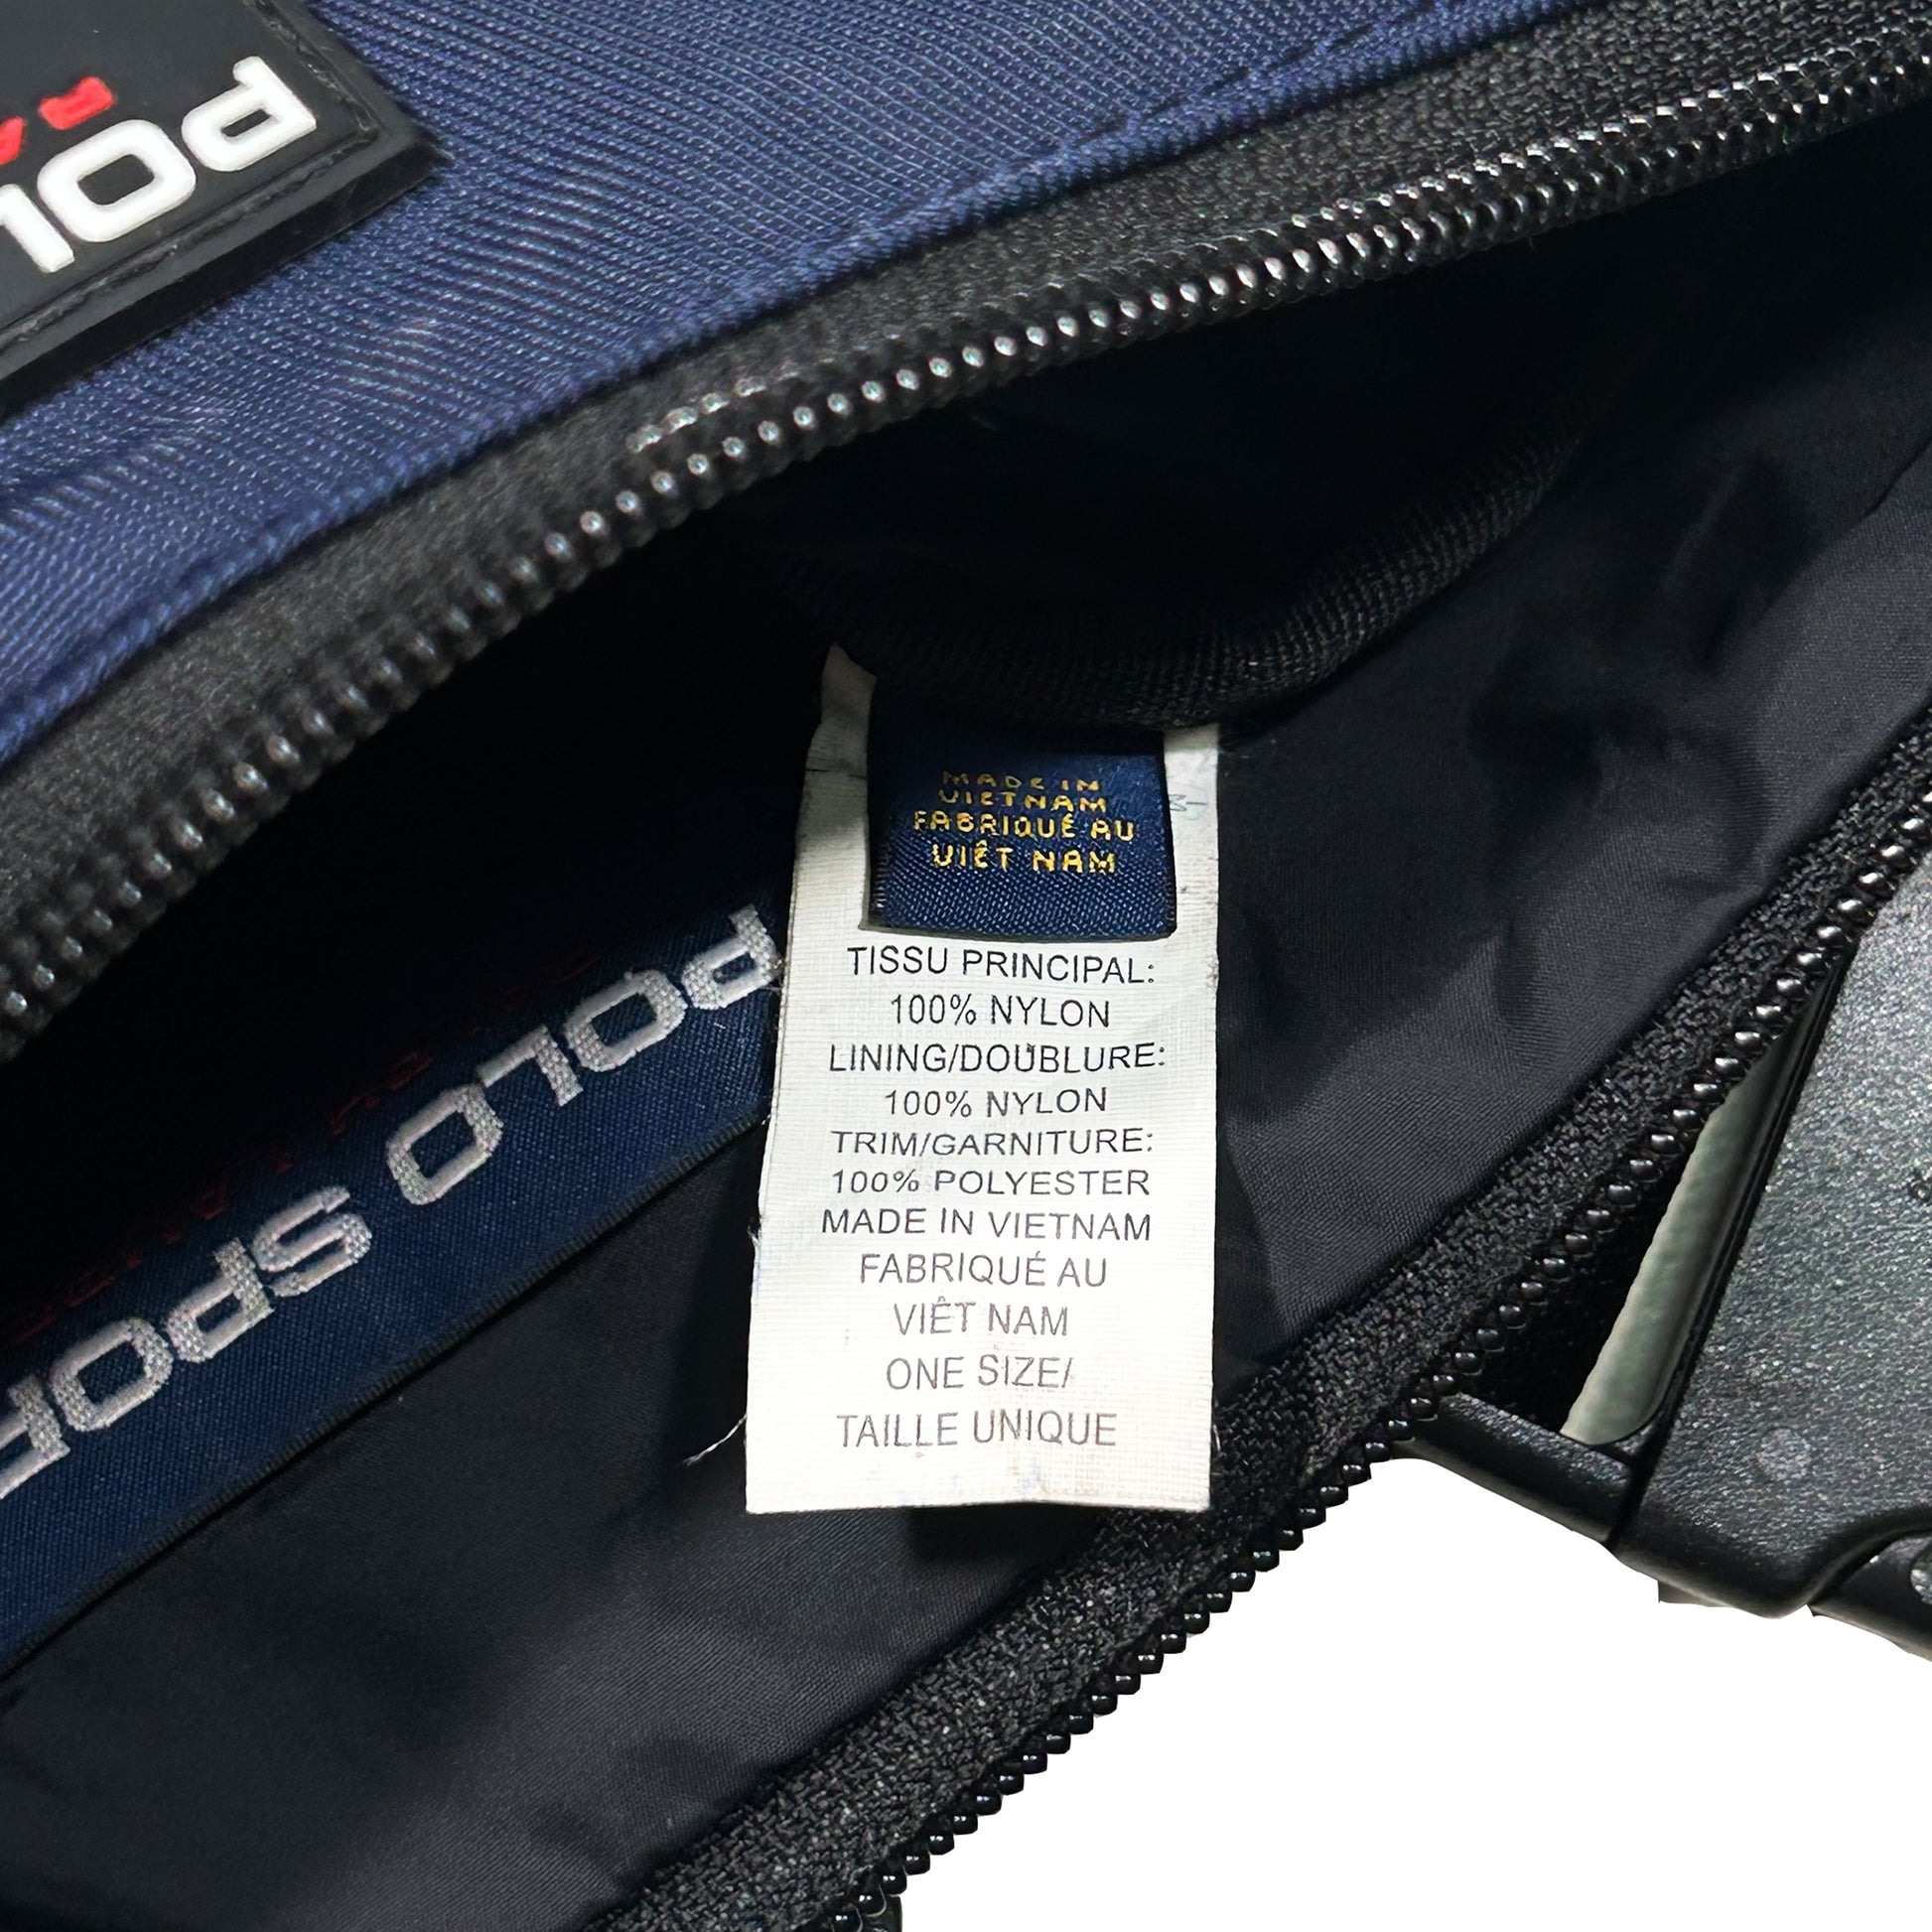 POL
RA
MADE IN
VIETNAM
FABRIQUÉ AU
VIÊT NAM
TISSU PRINCIPAL:
100% NYLON
LINING/DOUBLURE:
100% NYLON
TRIM/GARNITURE:
100% POLYESTER
MADE IN VIETNAM
FABRIQUÉ AU
VIÊT NAM
ONE SIZE/
TAILLE UNIQUE
POLO SPOR